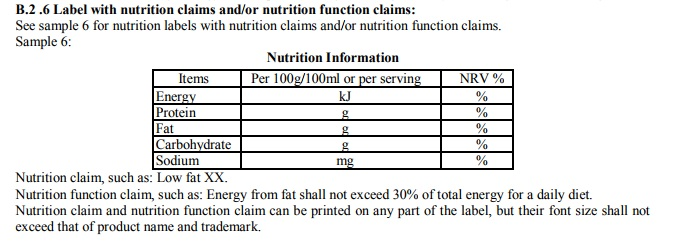 B.2 .6 Label with nutrition claims and/or nutrition function claims:
See sample 6 for nutrition labels with nutrition claims and/or nutrition function claims.
Sample 6:
Nutrition Information
Items Per 100g/100ml or per serving NRV %
Energy kJ %
Protein g %
Fat g %
Carbohydrate g %
Sodium mg %
Nutrition claim, such as: Low fat XX.
Nutrition function claim, such as: Energy from fat shall not exceed 30% of total energy for a daily diet.
Nutrition claim and nutrition function claim can be printed on any part of the label, but their font size shall not
exceed that of product name and trademark.